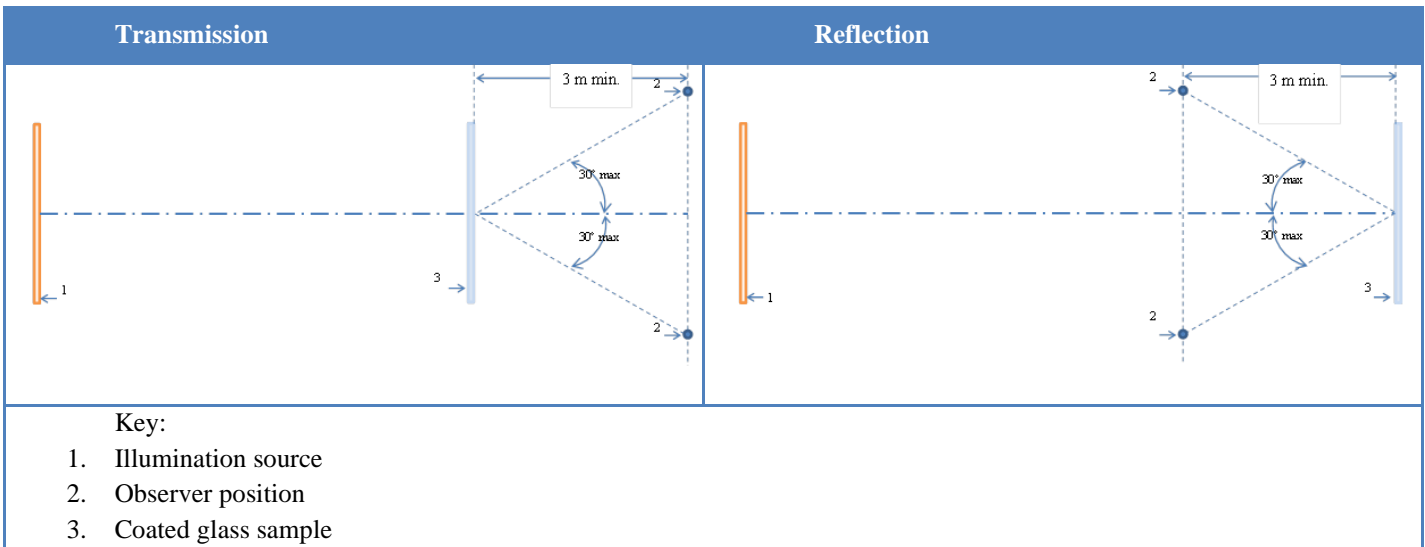 Transmission
Reflection
3 m min.
2
30° max
30° max
3
1
2
2
3 m min.
30° max
30° max
3
1
2
Key:
1. Illumination source
2. Observer position
3. Coated glass sample